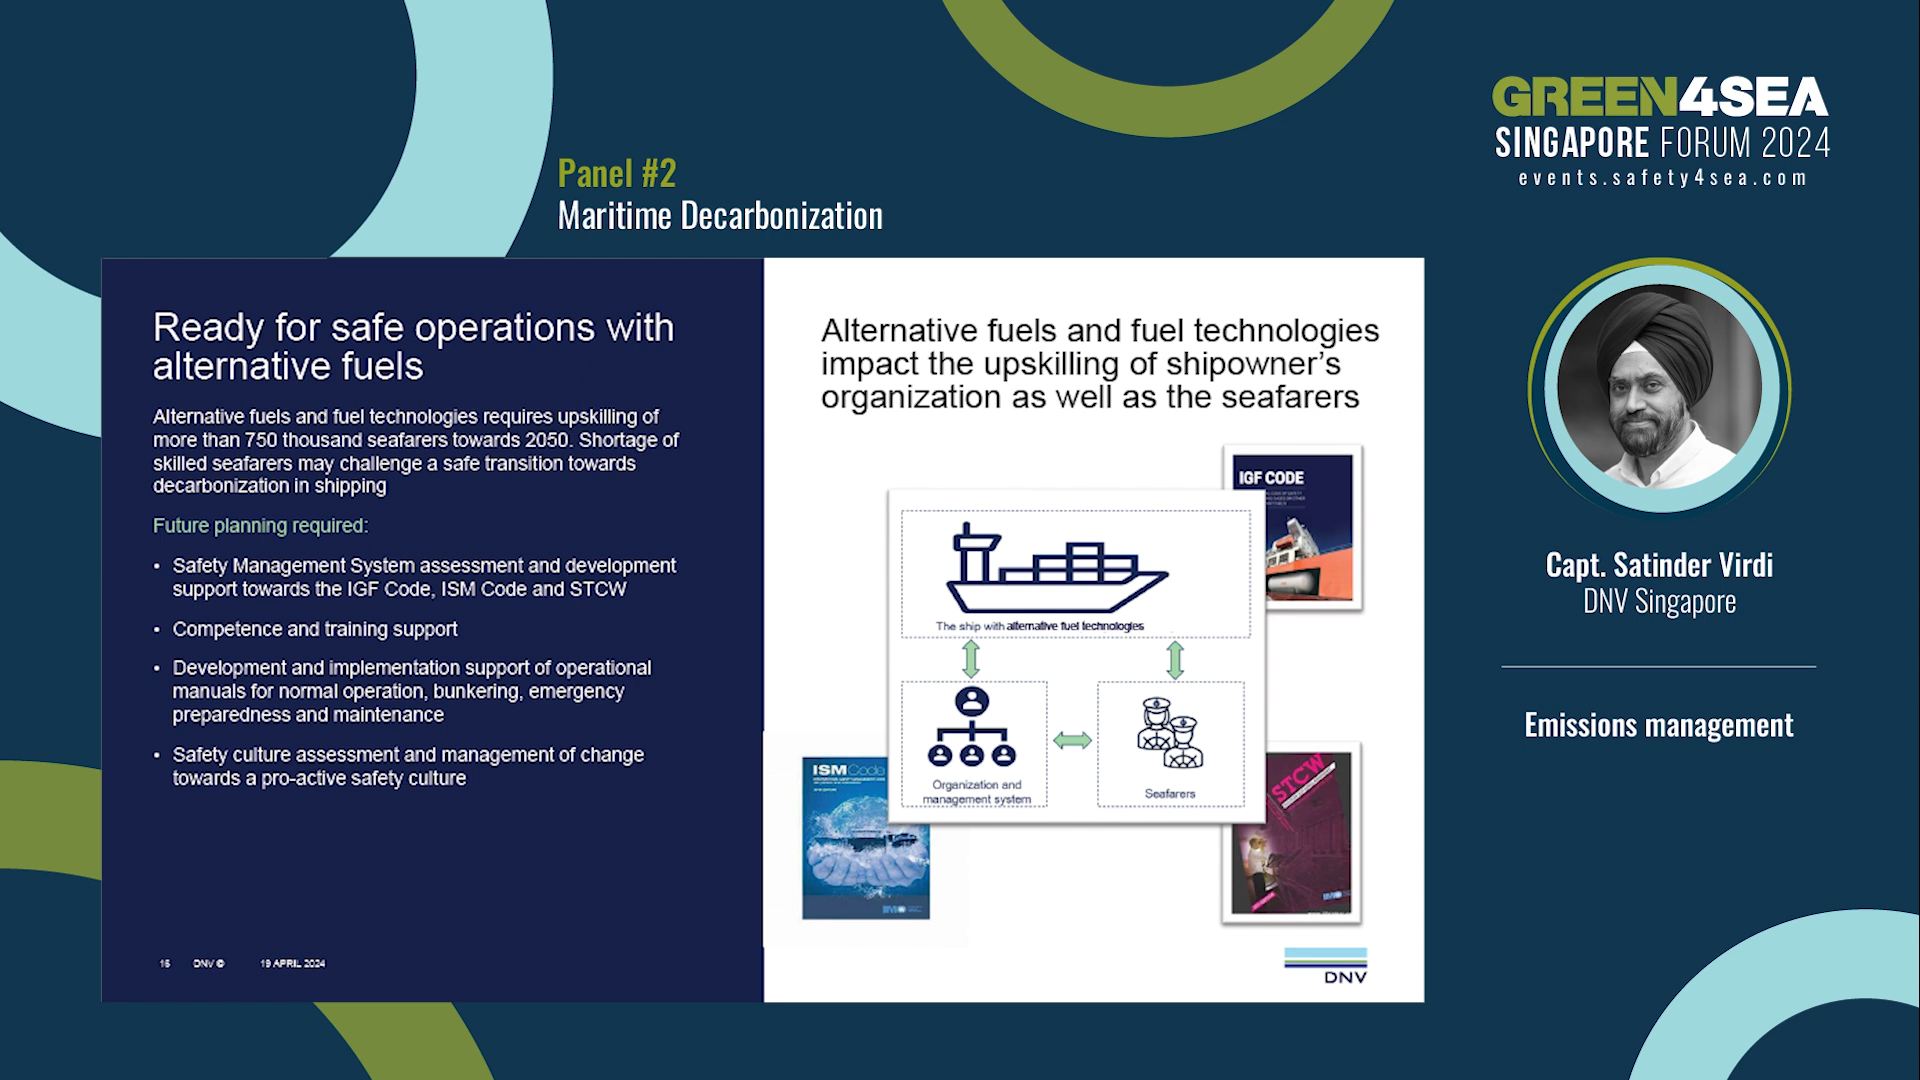 GREEN4SEA
SINGAPORE FORUM 2024
events.safety4sea.com
Panel #2
Maritime Decarbonization
Ready for safe operations with
alternative fuels
Alternative fuels and fuel technologies requires upskilling of
more than 750 thousand seafarers towards 2050. Shortage of
skilled seafarers may challenge a safe transition towards
decarbonization in shipping
Future planning required:
• Safety Management System assessment and development
support towards the IGF Code, ISM Code and STCW
• Competence and training support
• Development and implementation support of operational
manuals for normal operation, bunkering, emergency
preparedness and maintenance
• Safety culture assessment and management of change
towards a pro-active safety culture
16 DNV © 19 APRIL 2024
Alternative fuels and fuel technologies
impact the upskilling of shipowner's
organization as well as the seafarers
IGF CODE
The ship with alternative fuel technologies
Organization and
management system
Seafarers
ISM Code
STCW
DNV
Capt. Satinder Virdi
DNV Singapore
Emissions management